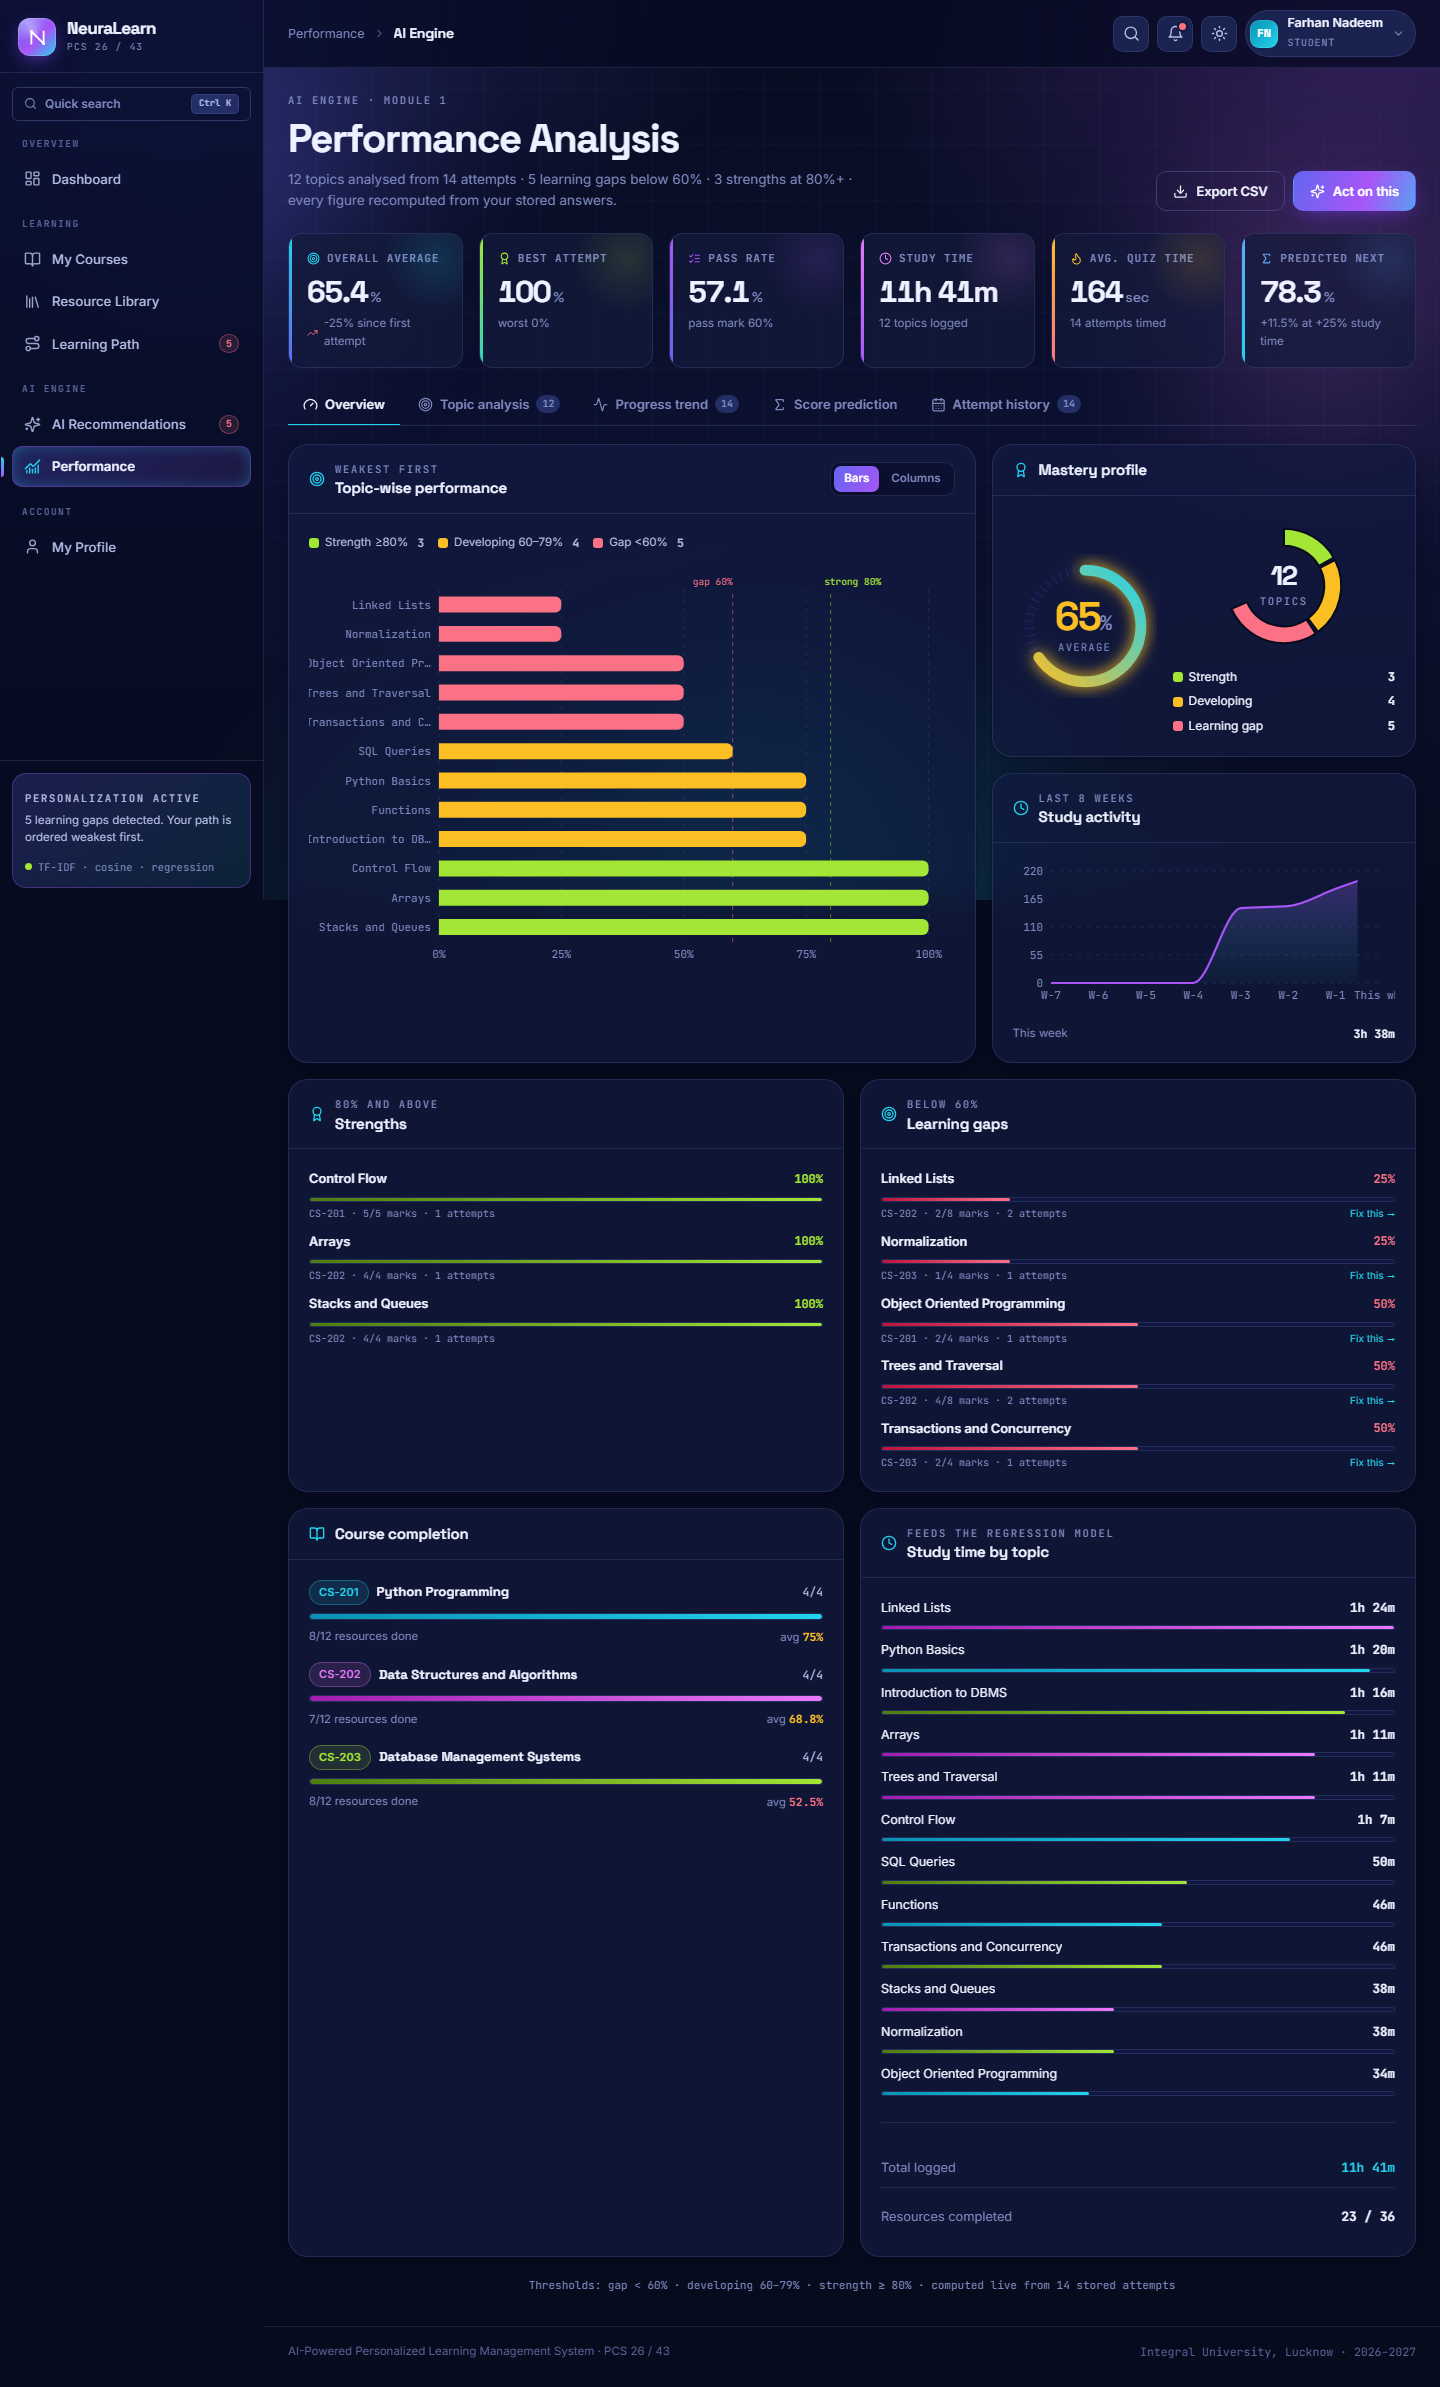 NeuraLearn
PCS 26 / 43
Quick search
Ctrl K
OVERVIEW
Dashboard
LEARNING
My Courses
Resource Library
Learning Path
5
AI ENGINE
AI Recommendations
5
Performance
ACCOUNT
My Profile
PERSONALIZATION ACTIVE
5 learning gaps detected. Your path is
ordered weakest first.
TF-IDF · cosine · regression
Performance > AI Engine
FN
Farhan Nadeem
STUDENT
AI ENGINE · MODULE 1
Performance Analysis
12 topics analysed from 14 attempts · 5 learning gaps below 60% · 3 strengths at 80%+ ·
every figure recomputed from your stored answers.
Export CSV
Act on this
OVERALL AVERAGE
65.4%
-25% since first
attempt
BEST ATTEMPT
100%
worst 0%
PASS RATE
57.1%
pass mark 60%
STUDY TIME
11h 41m
12 topics logged
AVG. QUIZ TIME
164sec
14 attempts timed
PREDICTED NEXT
78.3%
+11.5% at +25% study
time
Overview
Topic analysis 12
Progress trend 14
Score prediction
Attempt history 14
WEAKEST FIRST
Topic-wise performance
Bars
Columns
Strength ≥80% 3
Developing 60–79% 4
Gap <60% 5
gap 60%
strong 80%
Linked Lists
Normalization
Object Oriented Pr…
Trees and Traversal
Transactions and C…
SQL Queries
Python Basics
Functions
Introduction to DB…
Control Flow
Arrays
Stacks and Queues
0% 25% 50% 75% 100%
Mastery profile
65%
AVERAGE
12
TOPICS
Strength 3
Developing 4
Learning gap 5
LAST 8 WEEKS
Study activity
220
165
110
55
0
W-7 W-6 W-5 W-4 W-3 W-2 W-1 This w
This week 3h 38m
80% AND ABOVE
Strengths
Control Flow 100%
CS-201 · 5/5 marks · 1 attempts
Arrays 100%
CS-202 · 4/4 marks · 1 attempts
Stacks and Queues 100%
CS-202 · 4/4 marks · 1 attempts
BELOW 60%
Learning gaps
Linked Lists 25%
CS-202 · 2/8 marks · 2 attempts Fix this →
Normalization 25%
CS-203 · 1/4 marks · 1 attempts Fix this →
Object Oriented Programming 50%
CS-201 · 2/4 marks · 1 attempts Fix this →
Trees and Traversal 50%
CS-202 · 4/8 marks · 2 attempts Fix this →
Transactions and Concurrency 50%
CS-203 · 2/4 marks · 1 attempts Fix this →
Course completion
CS-201 Python Programming 4/4
8/12 resources done avg 75%
CS-202 Data Structures and Algorithms 4/4
7/12 resources done avg 68.8%
CS-203 Database Management Systems 4/4
8/12 resources done avg 52.5%
FEEDS THE REGRESSION MODEL
Study time by topic
Linked Lists 1h 24m
Python Basics 1h 20m
Introduction to DBMS 1h 16m
Arrays 1h 11m
Trees and Traversal 1h 11m
Control Flow 1h 7m
SQL Queries 50m
Functions 46m
Transactions and Concurrency 46m
Stacks and Queues 38m
Normalization 38m
Object Oriented Programming 34m
Total logged 11h 41m
Resources completed 23 / 36
Thresholds: gap < 60% · developing 60–79% · strength ≥ 80% · computed live from 14 stored attempts
AI-Powered Personalized Learning Management System · PCS 26 / 43
Integral University, Lucknow · 2026-2027